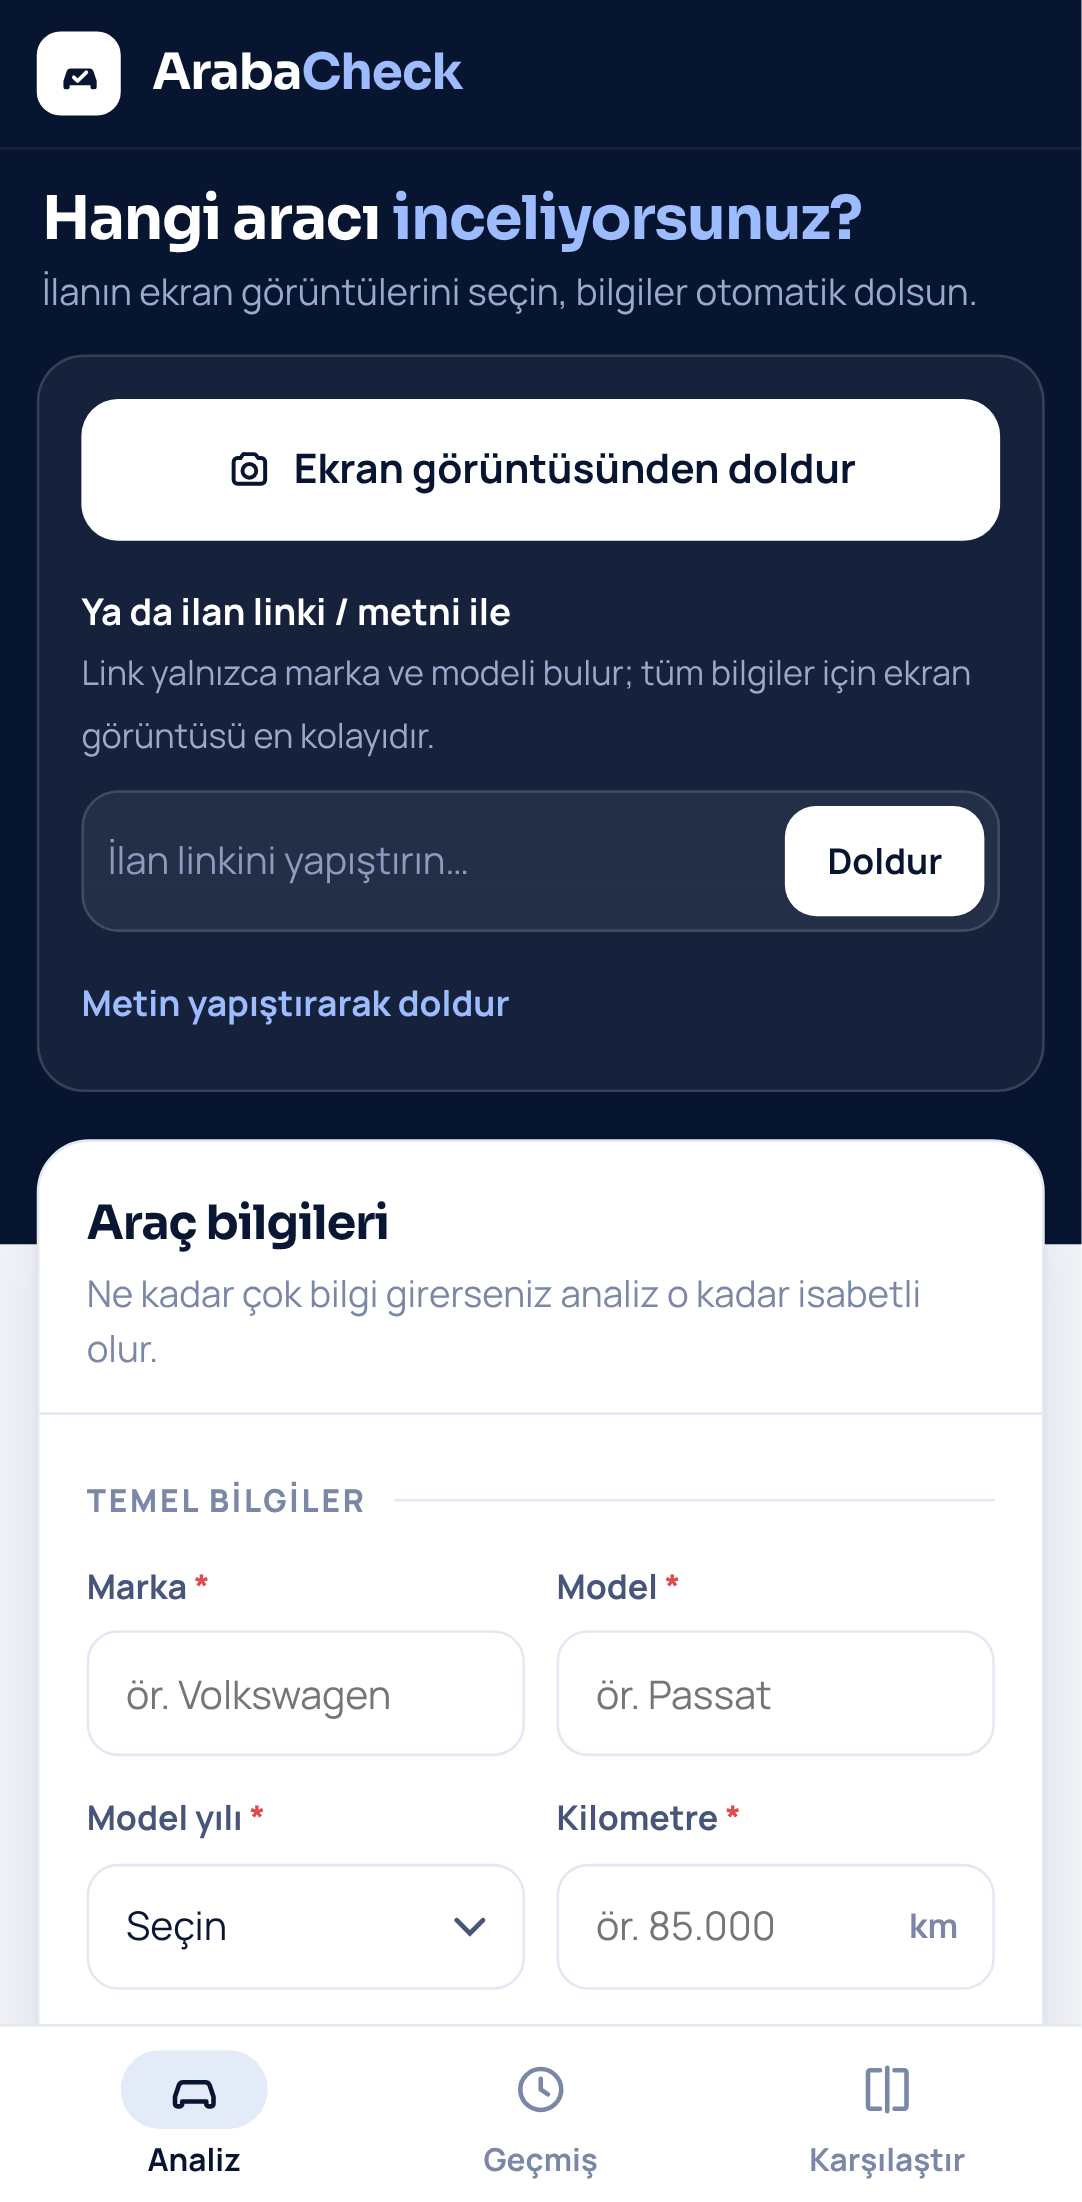 ArabaCheck
Hangi aracı inceliyorsunuz?
İlanın ekran görüntülerini seçin, bilgiler otomatik dolsun.
Ekran görüntüsünden doldur
Ya da ilan linki / metni ile
Link yalnızca marka ve modeli bulur; tüm bilgiler için ekran
görüntüsü en kolayıdır.
İlan linkini yapıştırın...
Doldur
Metin yapıştırarak doldur
Araç bilgileri
Ne kadar çok bilgi girerseniz analiz o kadar isabetli
olur.
TEMEL BİLGİLER
Marka * Model *
ör. Volkswagen ör. Passat
Model yılı * Kilometre *
Seçin ör. 85.000 km
Analiz Geçmiş Karşılaştır